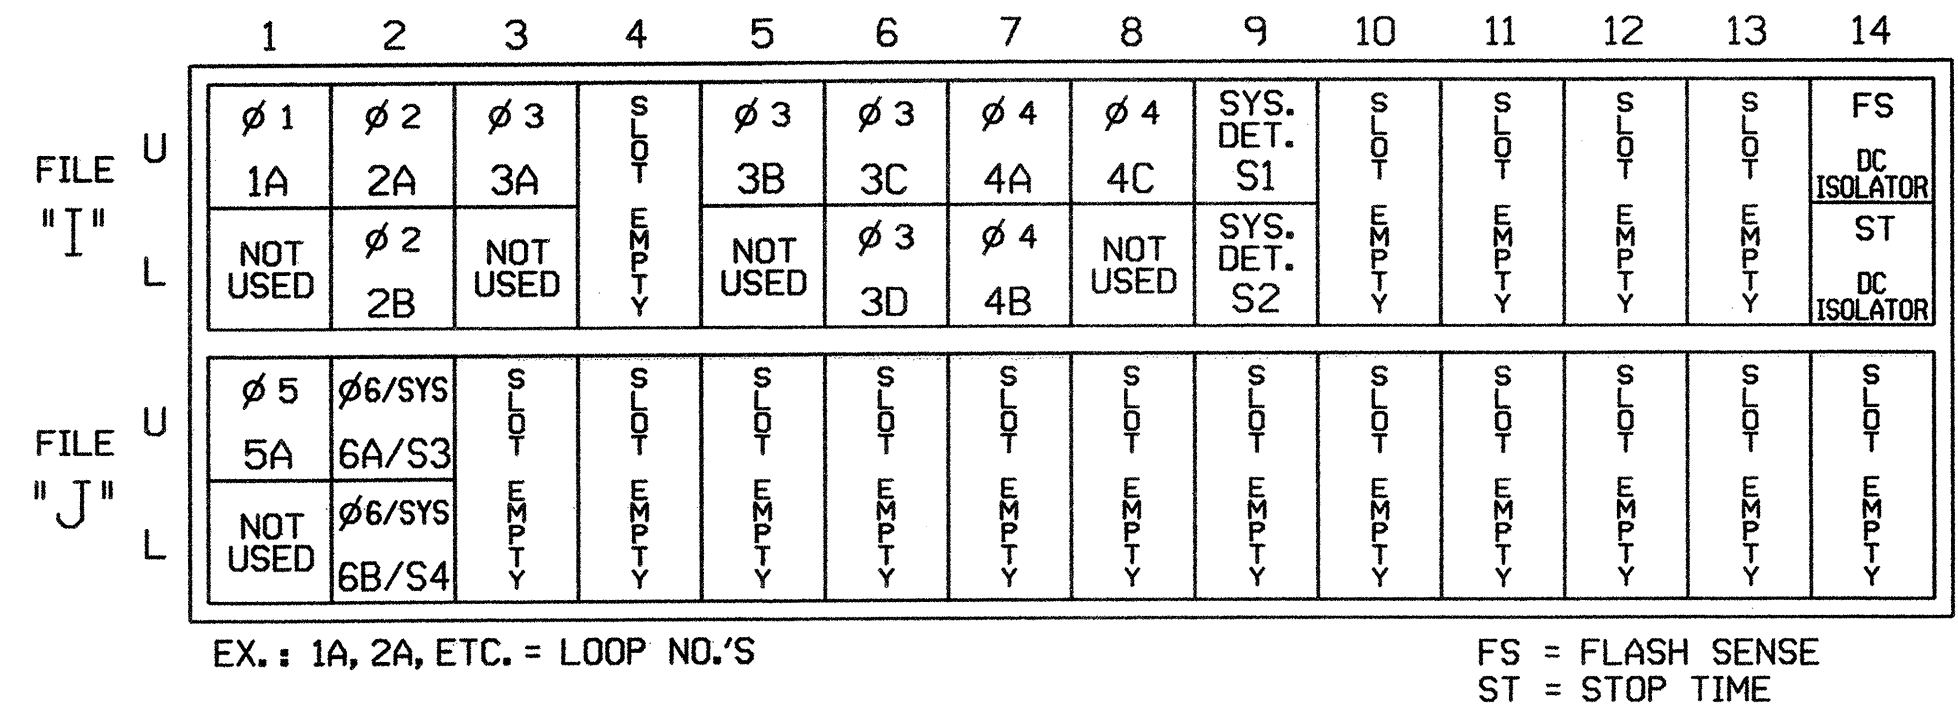 1 2 3 4 5 6 7 8 9 10 11 12 13 14
FILE "I"
U
ø 1 1A
ø 2 2A
ø 3 3A
SLOT EMPTY
ø 3 3B
ø 3 3C
ø 4 4A
ø 4 4C
SYS. DET. S1
SLOT EMPTY
SLOT EMPTY
SLOT EMPTY
SLOT EMPTY
FS DC ISOLATOR
L
NOT USED
ø 2 2B
NOT USED
NOT USED
ø 3 3D
ø 4 4B
NOT USED
SYS. DET. S2
ST DC ISOLATOR
FILE "J"
U
ø 5 5A
ø6/SYS 6A/S3
SLOT EMPTY
SLOT EMPTY
SLOT EMPTY
SLOT EMPTY
SLOT EMPTY
SLOT EMPTY
SLOT EMPTY
SLOT EMPTY
SLOT EMPTY
SLOT EMPTY
SLOT EMPTY
SLOT EMPTY
L
NOT USED
ø6/SYS 6B/S4
EX.: 1A, 2A, ETC. = LOOP NO.'S
FS = FLASH SENSE
ST = STOP TIME